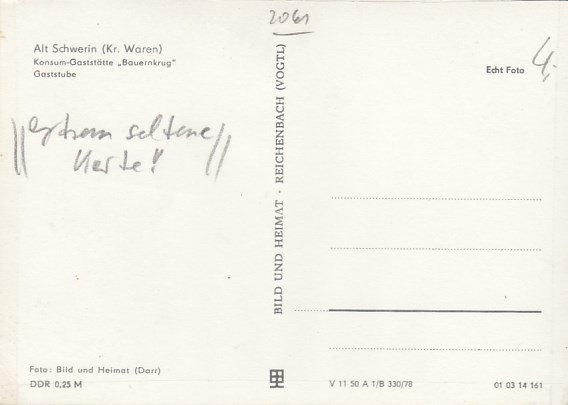 2061
Alt Schwerin (Kr. Waren)
Konsum-Gaststätte „Bauernkrug"
Gaststube
Echt Foto
4,-
extrem seltene
Karte!!
BILD UND HEIMAT · REICHENBACH (VOGTL)
Foto: Bild und Heimat (Darr)
DDR 0,25 M
V 11 50 A 1/B 330/78
01 03 14 161